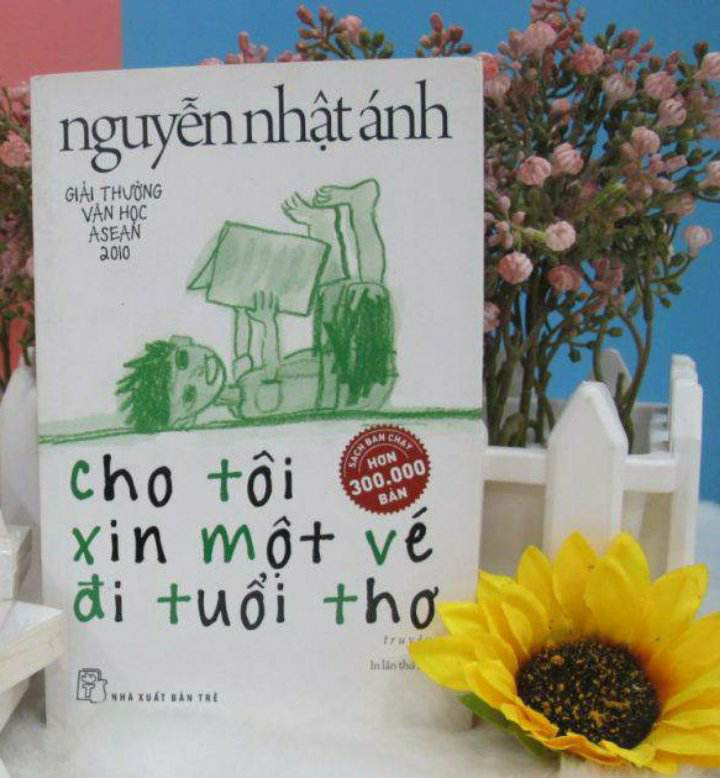 nguyễn nhật ánh
GIẢI THƯỞNG
VĂN HỌC
ASEAN
2010
SÁCH BÁN CHẠY
HƠN
300.000
BẢN
cho tôi
xin một vé
đi tuổi thơ
In lần thứ
NHÀ XUẤT BẢN TRẺ